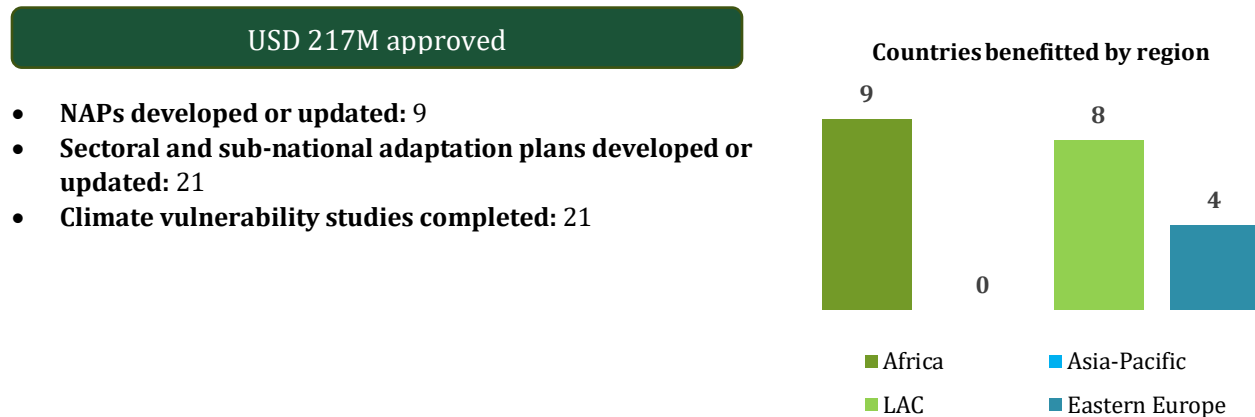 USD 217M approved
• NAPs developed or updated: 9
• Sectoral and sub-national adaptation plans developed or
updated: 21
• Climate vulnerability studies completed: 21
Countries benefitted by region
9
0
8
4
Africa
Asia-Pacific
LAC
Eastern Europe